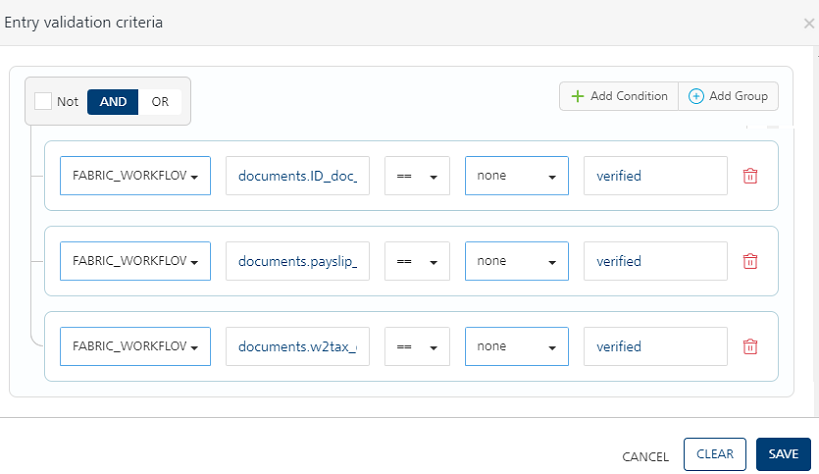 Entry validation criteria
Not AND OR + Add Condition Add Group
FABRIC_WORKFLOV documents.ID_doc_ == none verified
FABRIC_WORKFLOV documents.payslip_ == none verified
FABRIC_WORKFLOV documents.w2tax_ == none verified
CANCEL CLEAR SAVE